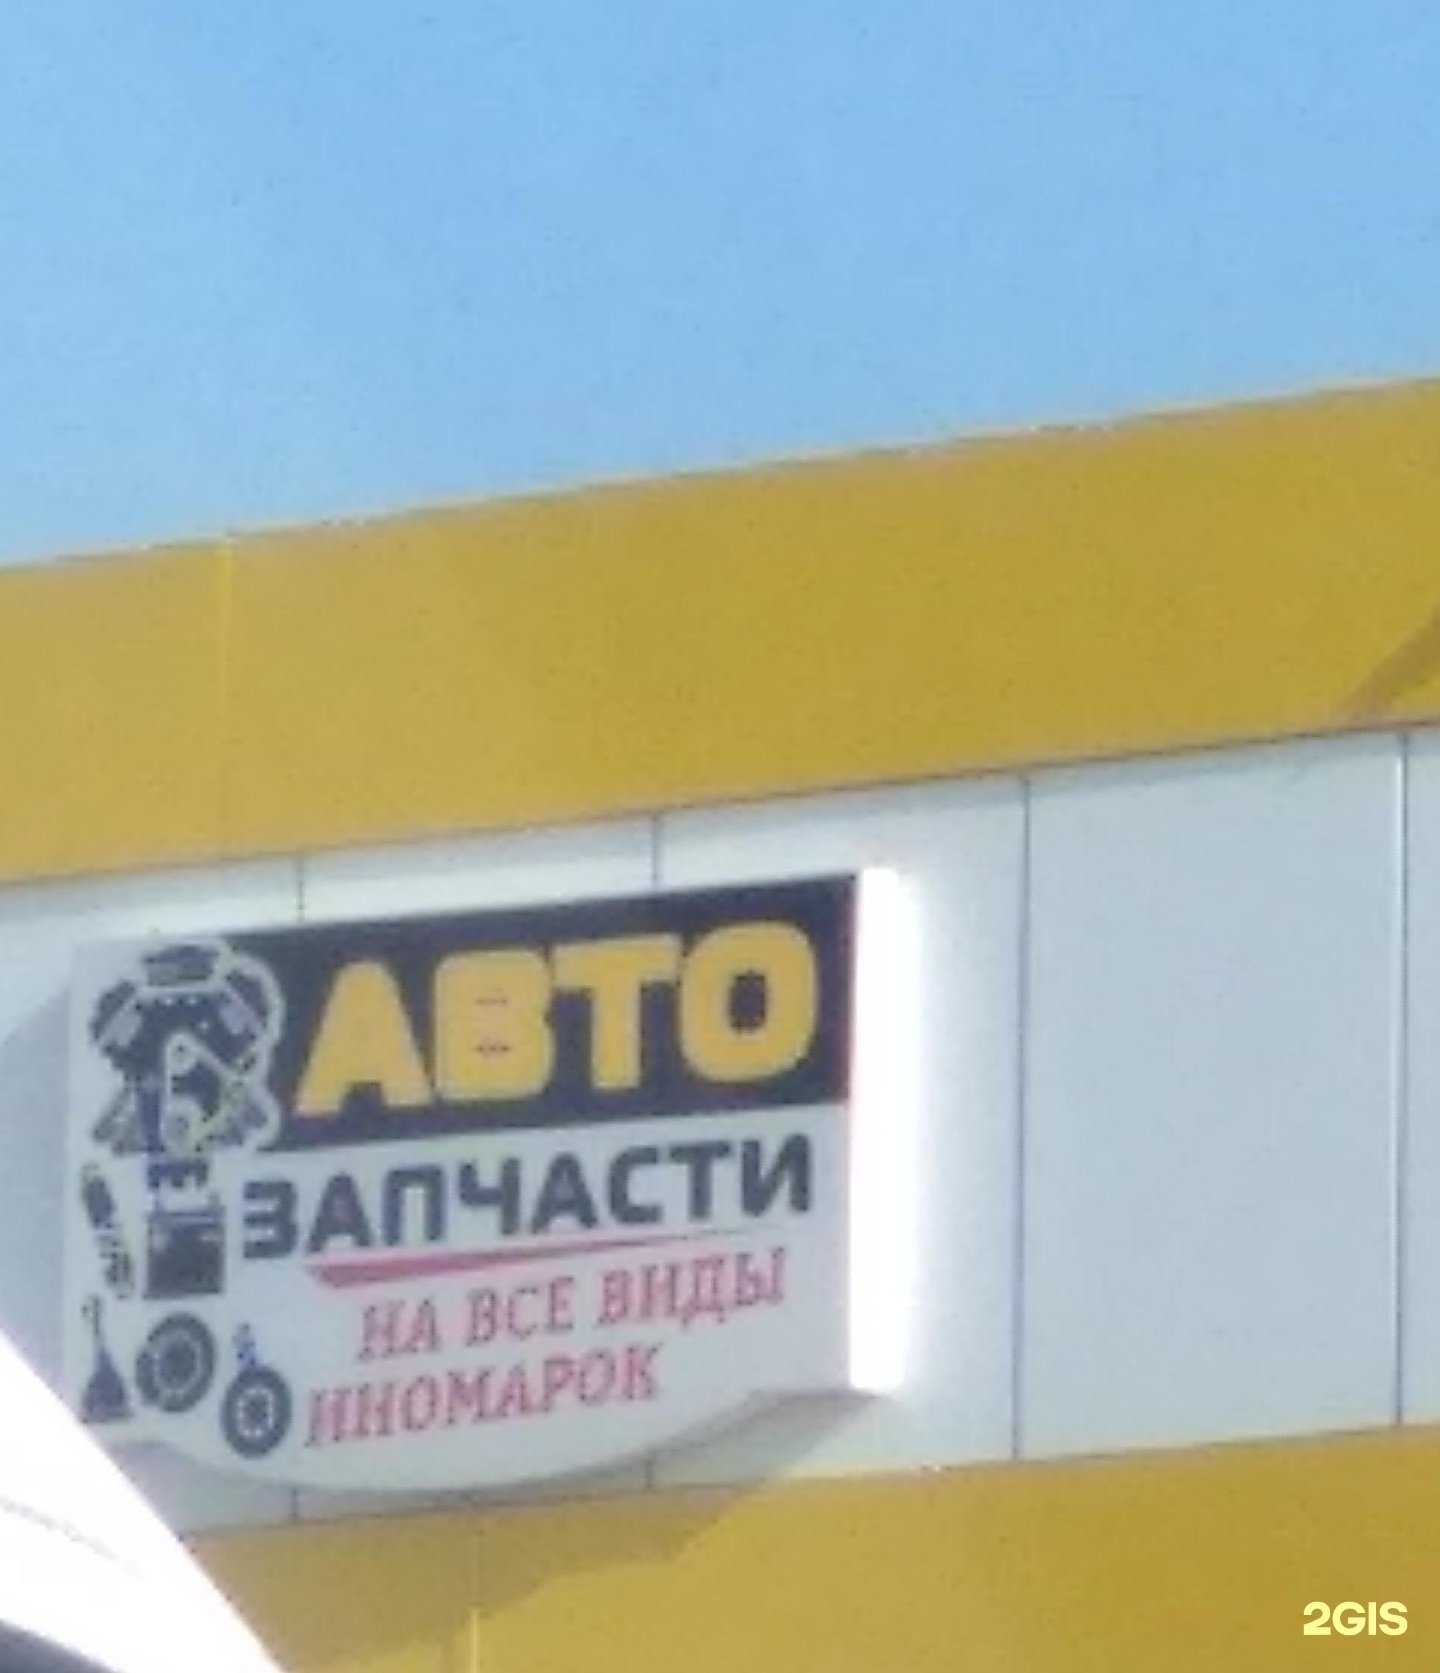 АВТО
ЗАПЧАСТИ
НА ВСЕ ВИДЫ
ИНОМАРОК
2GIS